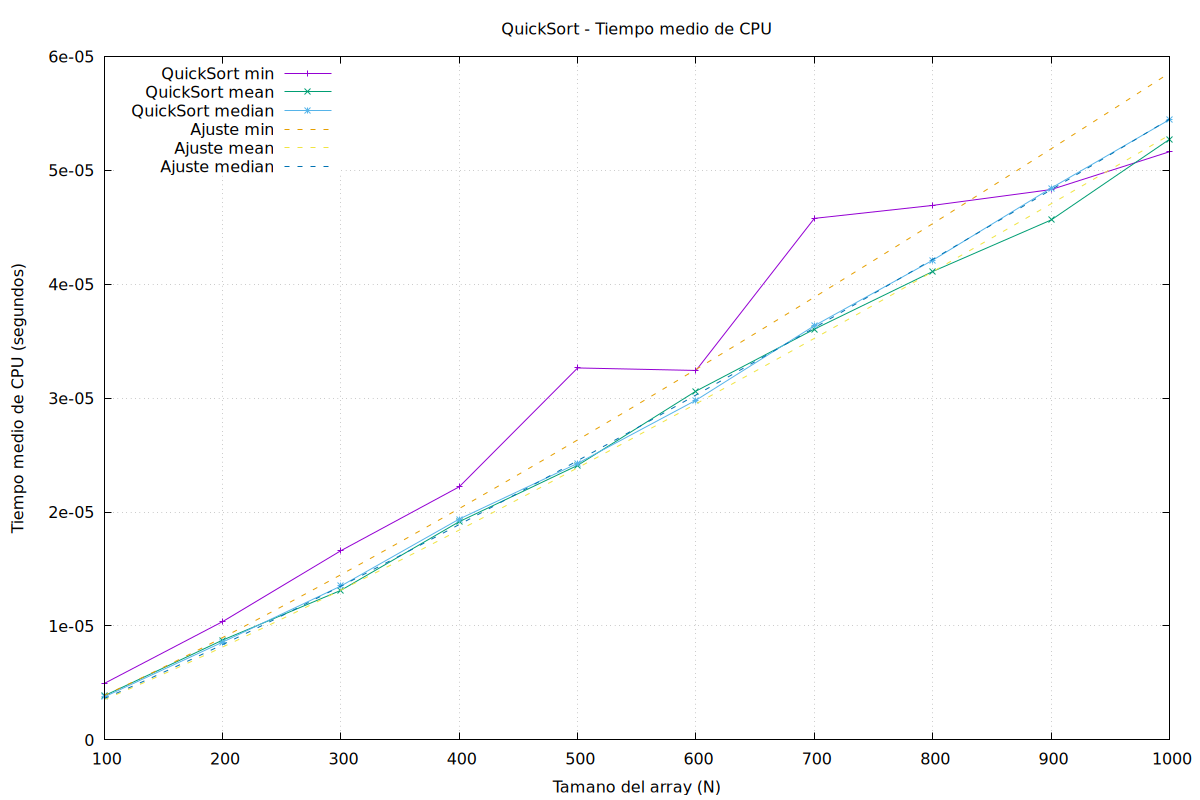 QuickSort - Tiempo medio de CPU
6e-05
5e-05
4e-05
3e-05
2e-05
1e-05
0
Tiempo medio de CPU (segundos)
QuickSort min
QuickSort mean
QuickSort median
Ajuste min
Ajuste mean
Ajuste median
100 200 300 400 500 600 700 800 900 1000
Tamano del array (N)